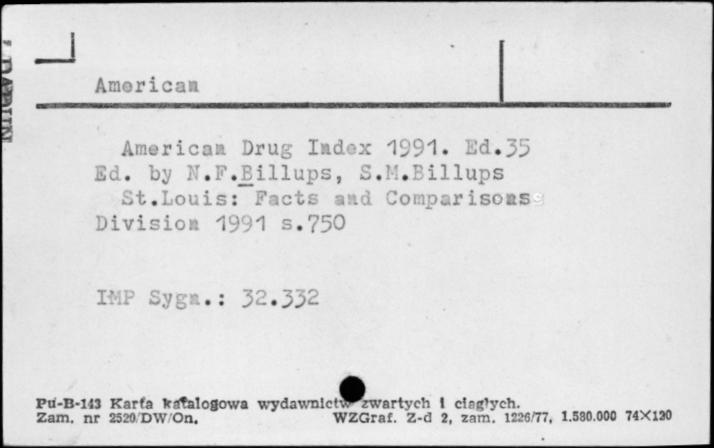 American
American Drug Index 1991. Ed.35
Ed. by N.F.Billups, S.M.Billups
St.Louis: Facts and Comparisons
Division 1991 s.750
IMP Sygn.: 32.332
Pu-B-143 Karta katalogowa wydawnictw zwartych i ciągłych.
Zam. nr 2520/DW/On. WZGraf. Z-d 2, zam. 1226/77, 1.580.000 74X120